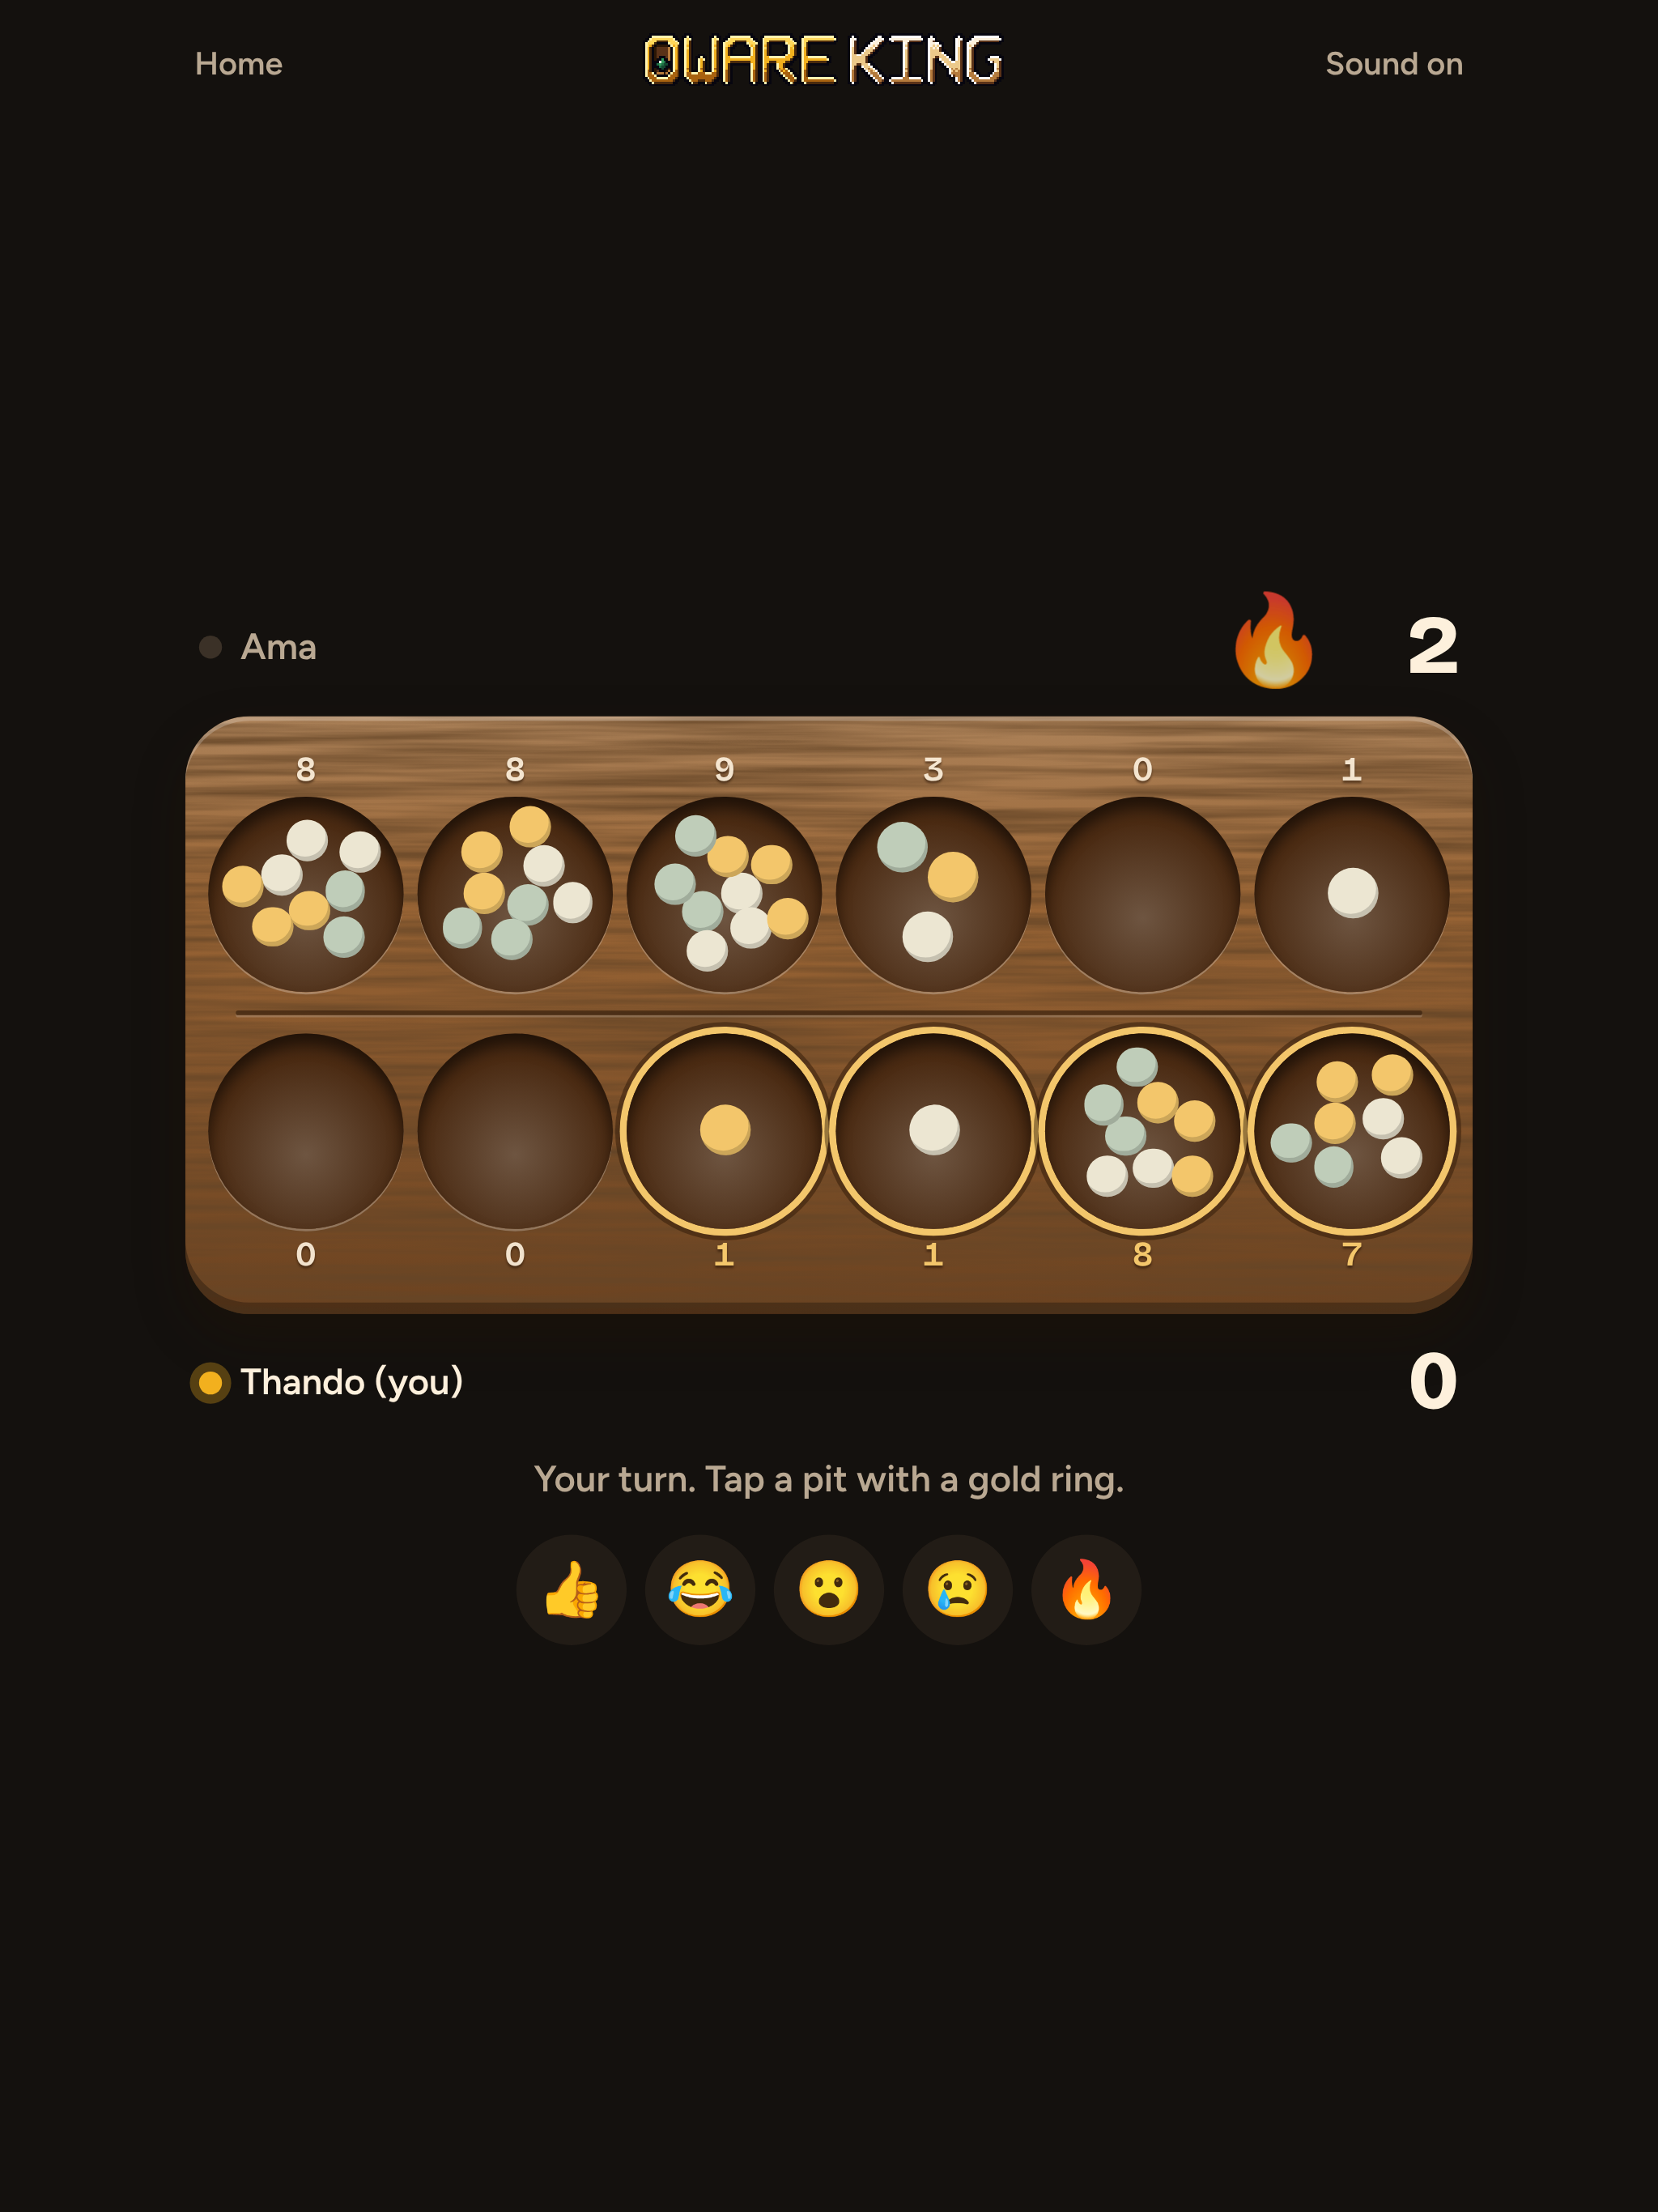 Home OWARE KING Sound on
Ama 2
8 8 9 3 0 1
0 0 1 1 8 7
Thando (you) 0
Your turn. Tap a pit with a gold ring.